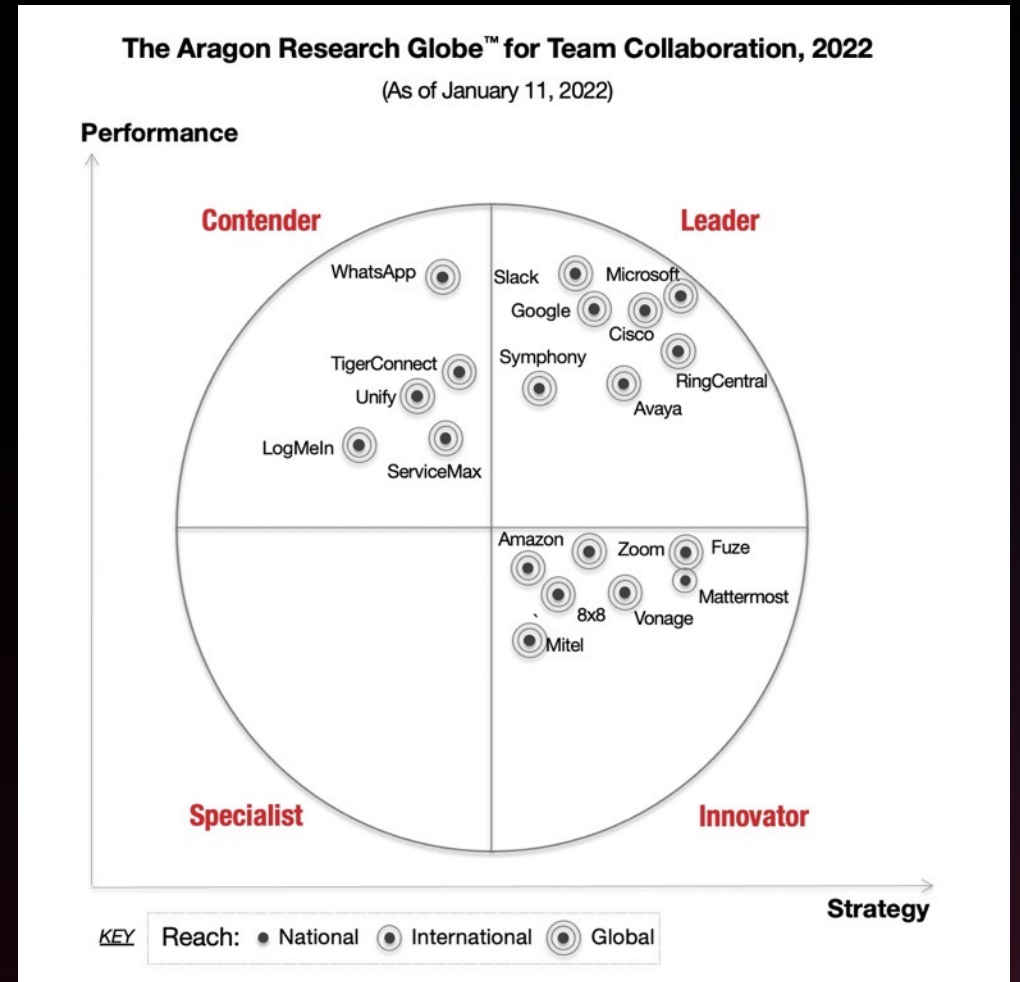 The Aragon Research Globe™ for Team Collaboration, 2022
(As of January 11, 2022)
Performance
Contender
Leader
WhatsApp
Slack
Microsoft
Google
Cisco
TigerConnect
Symphony
RingCentral
Unify
Avaya
LogMeIn
ServiceMax
Amazon
Zoom
Fuze
Mattermost
8x8
Vonage
`
Mitel
Specialist
Innovator
Strategy
KEY Reach: National International Global